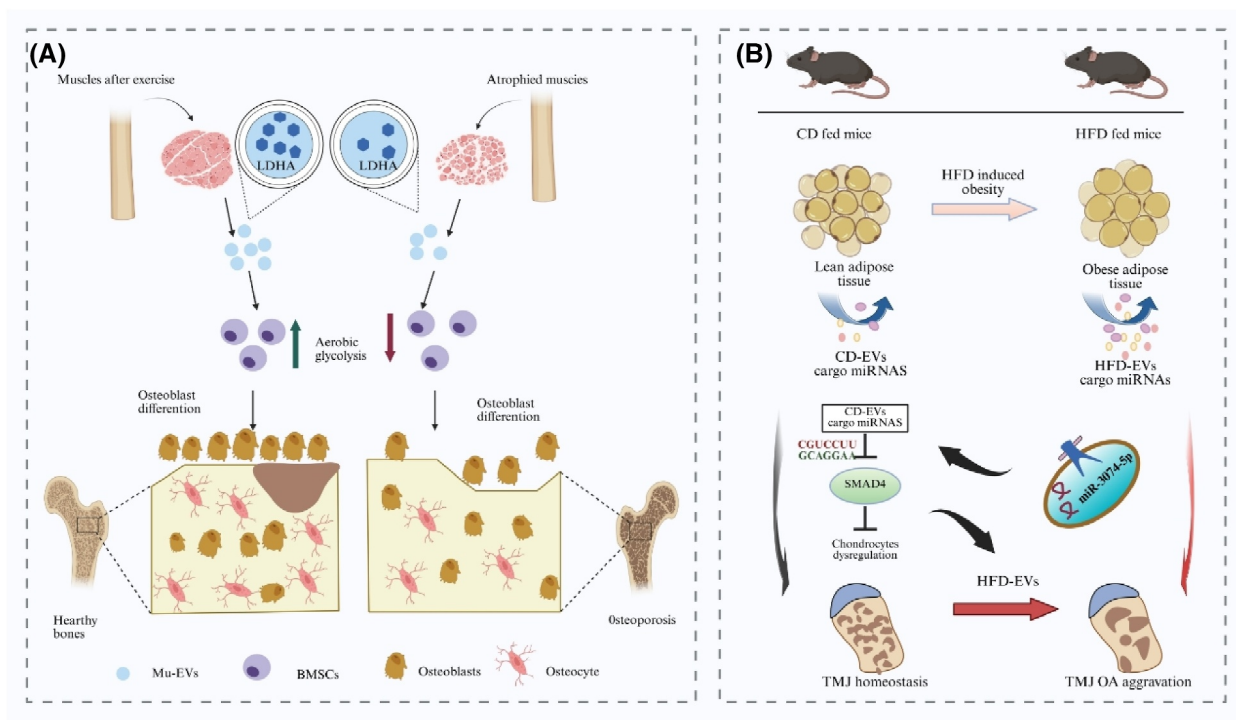 (A)
Muscles after exercise
Atrophied muscies
LDHA
LDHA
Aerobic
glycolysis
Osteoblast
differention
Osteoblast
differention
Hearthy
bones
0steoporosis
Mu-EVs
BMSCs
Osteoblasts
Osteocyte
(B)
CD fed mice
HFD fed mice
HFD induced
obesity
Lean adipose
tissue
Obese adipose
tissue
CD-EVs
cargo miRNAS
HFD-EVs
cargo miRNAs
CD-EVs
cargo miRNAS
CGUCCUU
GCAGGAA
SMAD4
miR-3074-5p
Chondrocytes
dysregulation
HFD-EVs
TMJ homeostasis
TMJ OA aggravation